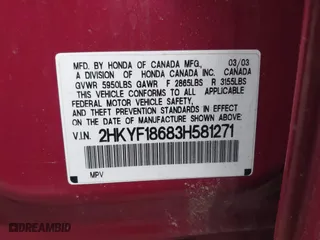 MFD. BY HONDA OF CANADA MFG., 03/03
A DIVISION OF HONDA CANADA INC. CANADA
GVWR 5950LBS GAWR F 2865LBS R 3155LBS
THIS VEHICLE CONFORMS TO ALL APPLICABLE
FEDERAL MOTOR VEHICLE SAFETY, BUMPER,
AND THEFT PREVENTION STANDARDS IN EFFECT
ON THE DATE OF MANUFACTURE SHOWN ABOVE.
V.I.N. 2HKYF18683H581271
MPV
DREAMBID